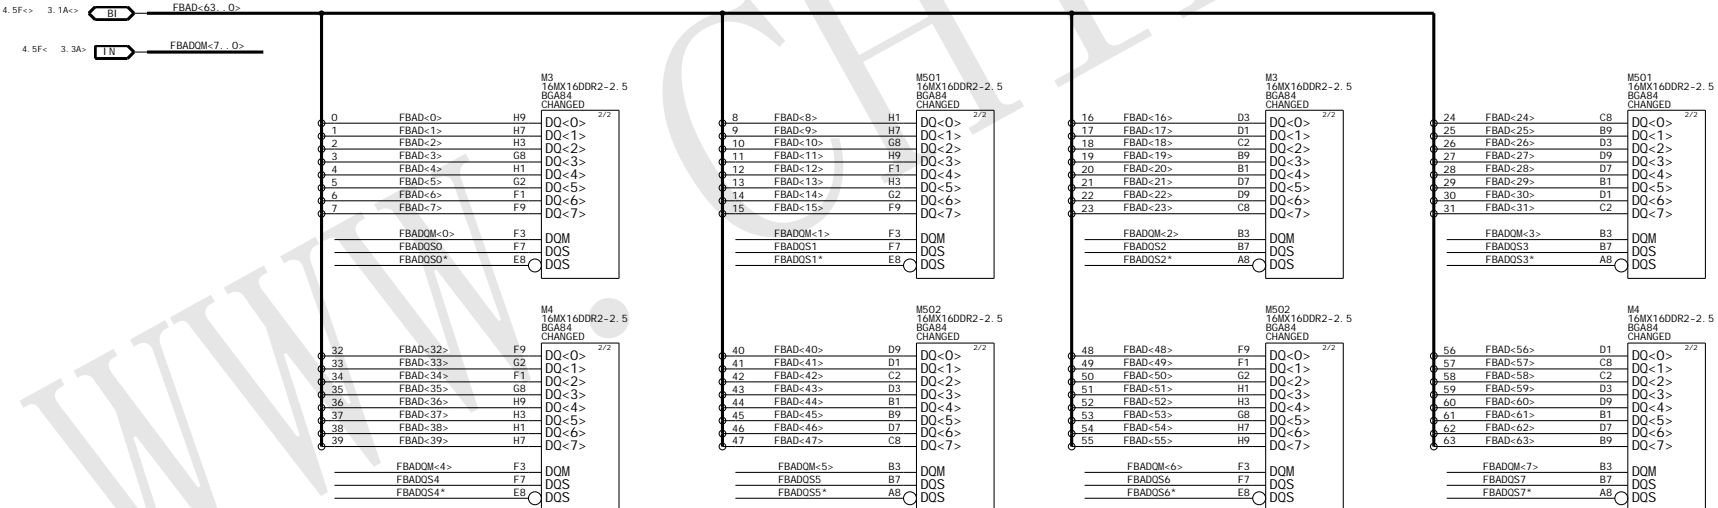 4.5F<> 3.1A<> BI FBAD<63..0>
4.5F< 3.3A> IN FBADQM<7..0>
M3
16MX16DDR2-2.5
BGA84
CHANGED
2/2
0 FBAD<0> H9 DQ<0>
1 FBAD<1> H7 DQ<1>
2 FBAD<2> H3 DQ<2>
3 FBAD<3> G8 DQ<3>
4 FBAD<4> H1 DQ<4>
5 FBAD<5> G2 DQ<5>
6 FBAD<6> F1 DQ<6>
7 FBAD<7> F9 DQ<7>
FBADQM<0> F3 DQM
FBADQS0 F7 DQS
FBADQS0* E8 DQS
M501
16MX16DDR2-2.5
BGA84
CHANGED
2/2
8 FBAD<8> H1 DQ<0>
9 FBAD<9> H7 DQ<1>
10 FBAD<10> G8 DQ<2>
11 FBAD<11> H9 DQ<3>
12 FBAD<12> F1 DQ<4>
13 FBAD<13> H3 DQ<5>
14 FBAD<14> G2 DQ<6>
15 FBAD<15> F9 DQ<7>
FBADQM<1> F3 DQM
FBADQS1 F7 DQS
FBADQS1* E8 DQS
M3
16MX16DDR2-2.5
BGA84
CHANGED
2/2
16 FBAD<16> D3 DQ<0>
17 FBAD<17> D1 DQ<1>
18 FBAD<18> C2 DQ<2>
19 FBAD<19> B9 DQ<3>
20 FBAD<20> B1 DQ<4>
21 FBAD<21> D7 DQ<5>
22 FBAD<22> D9 DQ<6>
23 FBAD<23> C8 DQ<7>
FBADQM<2> B3 DQM
FBADQS2 B7 DQS
FBADQS2* A8 DQS
M501
16MX16DDR2-2.5
BGA84
CHANGED
2/2
24 FBAD<24> C8 DQ<0>
25 FBAD<25> B9 DQ<1>
26 FBAD<26> D3 DQ<2>
27 FBAD<27> D9 DQ<3>
28 FBAD<28> D7 DQ<4>
29 FBAD<29> B1 DQ<5>
30 FBAD<30> D1 DQ<6>
31 FBAD<31> C2 DQ<7>
FBADQM<3> B3 DQM
FBADQS3 B7 DQS
FBADQS3* A8 DQS
M4
16MX16DDR2-2.5
BGA84
CHANGED
2/2
32 FBAD<32> F9 DQ<0>
33 FBAD<33> G2 DQ<1>
34 FBAD<34> F1 DQ<2>
35 FBAD<35> G8 DQ<3>
36 FBAD<36> H9 DQ<4>
37 FBAD<37> H3 DQ<5>
38 FBAD<38> H1 DQ<6>
39 FBAD<39> H7 DQ<7>
FBADQM<4> F3 DQM
FBADQS4 F7 DQS
FBADQS4* E8 DQS
M502
16MX16DDR2-2.5
BGA84
CHANGED
2/2
40 FBAD<40> D9 DQ<0>
41 FBAD<41> D1 DQ<1>
42 FBAD<42> C2 DQ<2>
43 FBAD<43> D3 DQ<3>
44 FBAD<44> B1 DQ<4>
45 FBAD<45> B9 DQ<5>
46 FBAD<46> D7 DQ<6>
47 FBAD<47> C8 DQ<7>
FBADQM<5> B3 DQM
FBADQS5 B7 DQS
FBADQS5* A8 DQS
M502
16MX16DDR2-2.5
BGA84
CHANGED
2/2
48 FBAD<48> F9 DQ<0>
49 FBAD<49> F1 DQ<1>
50 FBAD<50> G2 DQ<2>
51 FBAD<51> H1 DQ<3>
52 FBAD<52> H3 DQ<4>
53 FBAD<53> G8 DQ<5>
54 FBAD<54> H7 DQ<6>
55 FBAD<55> H9 DQ<7>
FBADQM<6> F3 DQM
FBADQS6 F7 DQS
FBADQS6* E8 DQS
M4
16MX16DDR2-2.5
BGA84
CHANGED
2/2
56 FBAD<56> D1 DQ<0>
57 FBAD<57> C8 DQ<1>
58 FBAD<58> C2 DQ<2>
59 FBAD<59> D3 DQ<3>
60 FBAD<60> D9 DQ<4>
61 FBAD<61> B1 DQ<5>
62 FBAD<62> D7 DQ<6>
63 FBAD<63> B9 DQ<7>
FBADQM<7> B3 DQM
FBADQS7 B7 DQS
FBADQS7* A8 DQS